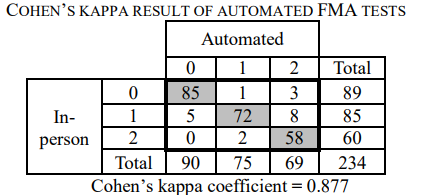 COHEN'S KAPPA RESULT OF AUTOMATED FMA TESTS
Automated
0 1 2 Total
0 85 1 3 89
In- 1 5 72 8 85
person 2 0 2 58 60
Total 90 75 69 234
Cohen's kappa coefficient = 0.877